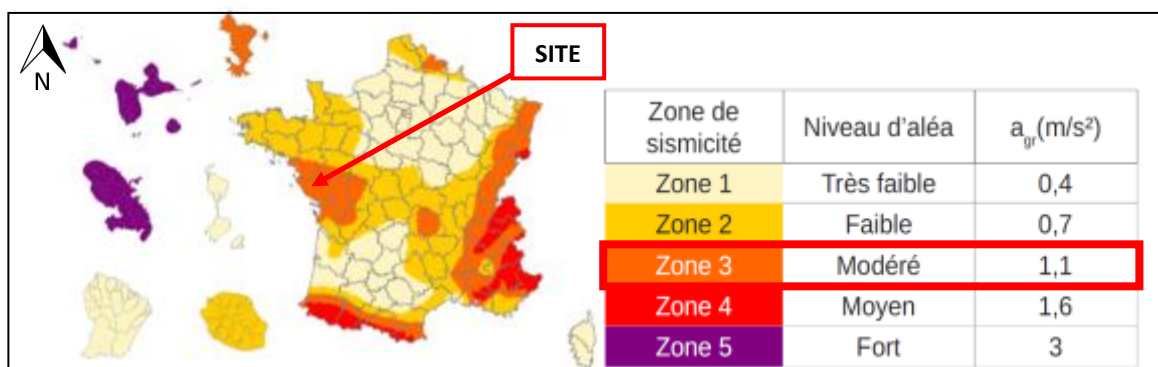 N
SITE
Zone de sismicité Niveau d'aléa agr(m/s²)
Zone 1 Très faible 0,4
Zone 2 Faible 0,7
Zone 3 Modéré 1,1
Zone 4 Moyen 1,6
Zone 5 Fort 3